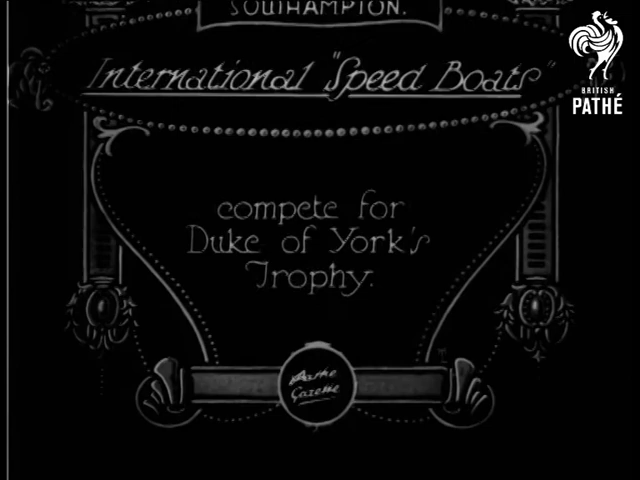 SOUTHAMPTON.
International "Speed Boats"
compete for
Duke of York's
Trophy.
Pathe
Gazette
BRITISH
PATHÉ